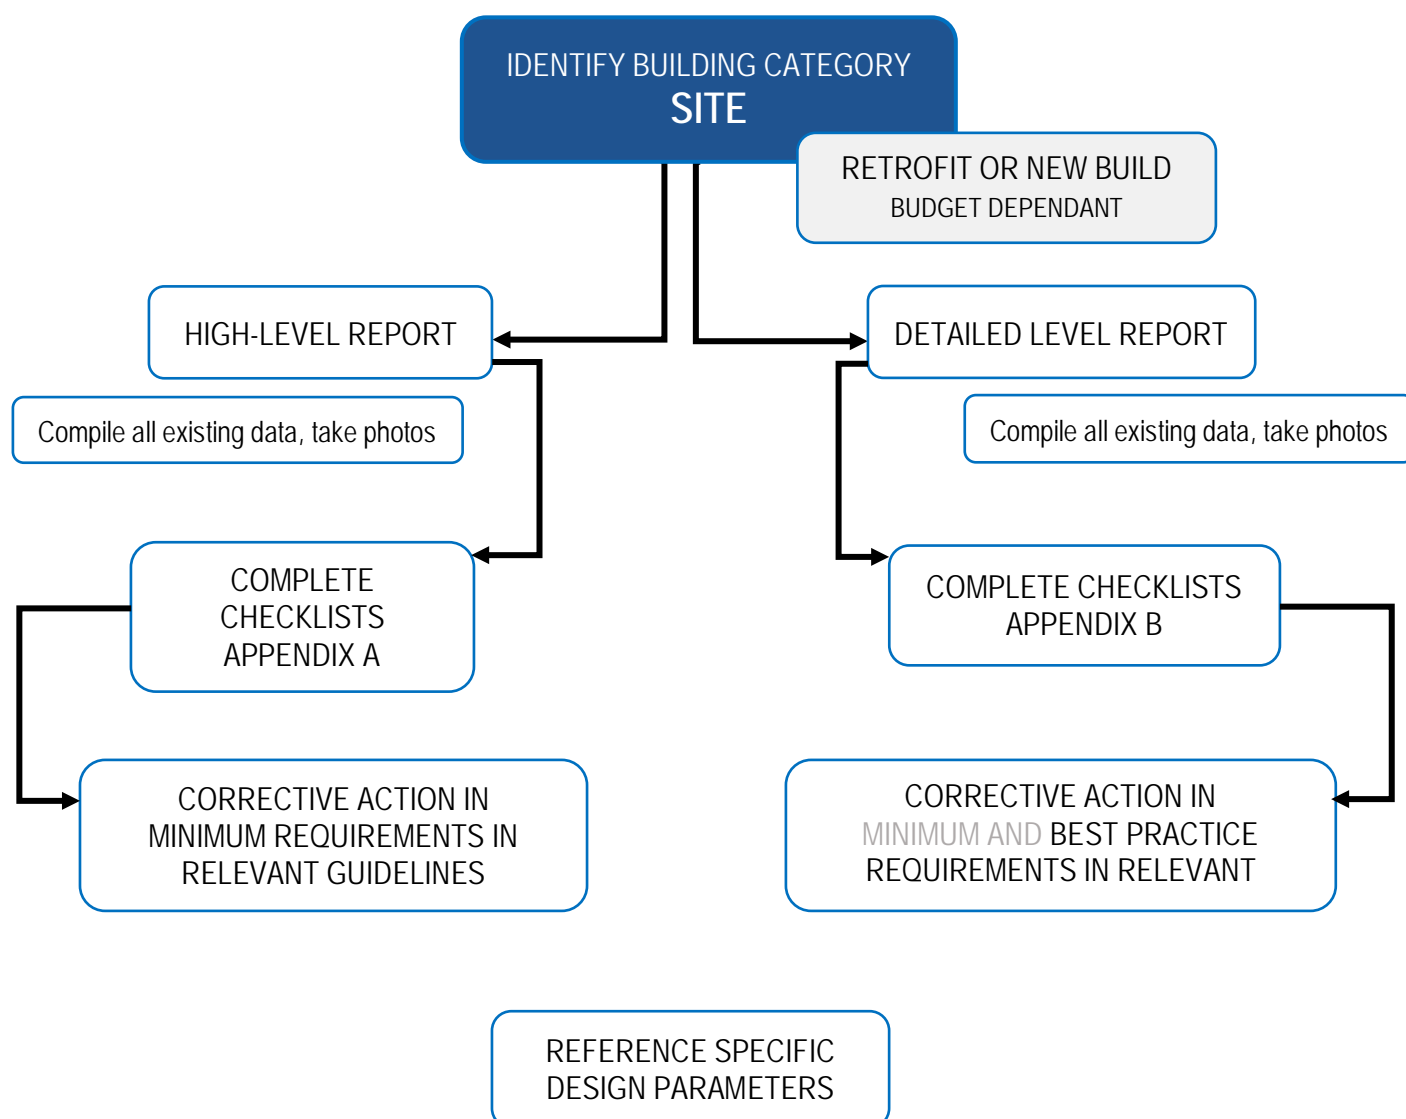 IDENTIFY BUILDING CATEGORY
SITE
RETROFIT OR NEW BUILD
BUDGET DEPENDANT
HIGH-LEVEL REPORT
DETAILED LEVEL REPORT
Compile all existing data, take photos
Compile all existing data, take photos
COMPLETE
CHECKLISTS
APPENDIX A
COMPLETE CHECKLISTS
APPENDIX B
CORRECTIVE ACTION IN
MINIMUM REQUIREMENTS IN
RELEVANT GUIDELINES
CORRECTIVE ACTION IN
MINIMUM AND BEST PRACTICE
REQUIREMENTS IN RELEVANT
REFERENCE SPECIFIC
DESIGN PARAMETERS